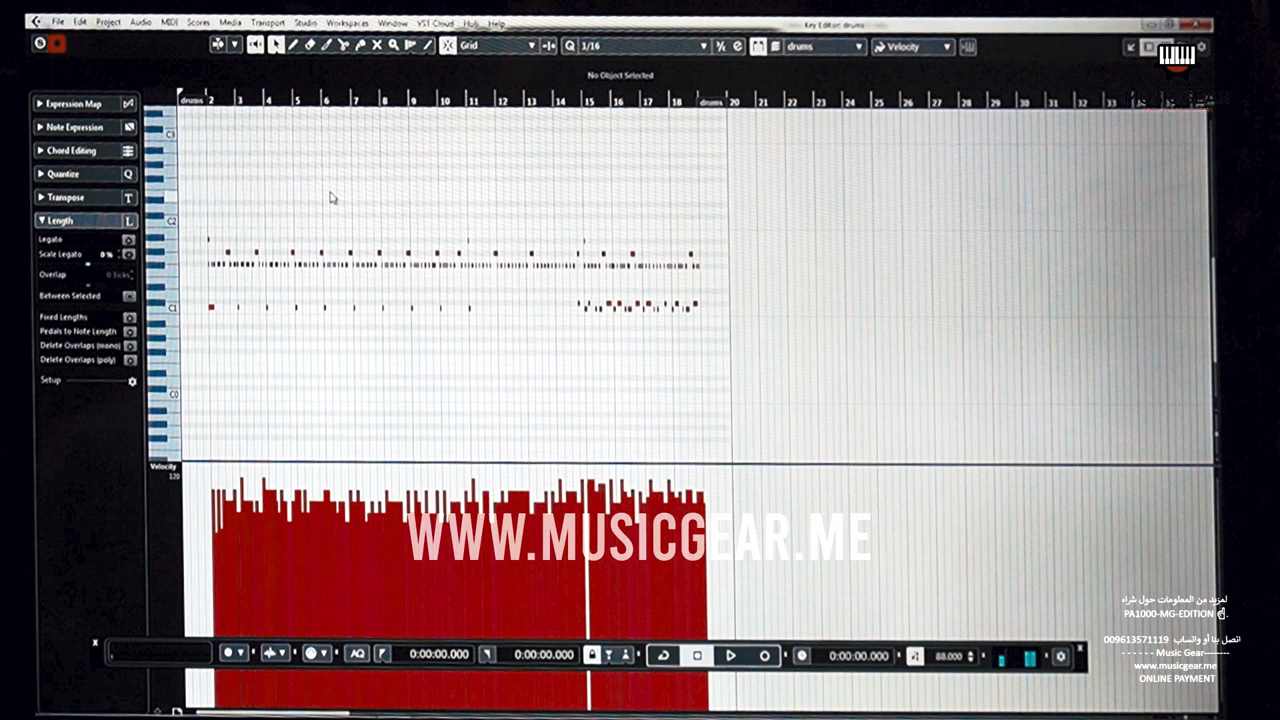 File Edit Project Audio MIDI Scores Media Transport Studio Workspaces Window VST Cloud Hub Help
Key Editor: drums
S Grid Q 1/16 drums Velocity
No Object Selected
drums 2 3 4 5 6 7 8 9 10 11 12 13 14 15 16 17 18 drums 20 21 22 23 24 25 26 27 28 29 30 31 32 33
Expression Map
Note Expression
Chord Editing
Quantize Q
Transpose T
Length L
Legato
Scale Legato 0 %
Overlap 0 Ticks
Between Selected
Fixed Lengths
Pedals to Note Length
Delete Overlaps (mono)
Delete Overlaps (poly)
Setup
C3
C2
C1
C0
Velocity
120
WWW.MUSICGEAR.ME
AQ 0:00:00.000 0:00:00.000 0:00:00.000 88.000
لمزيد من المعلومات حول شراء
PA1000-MG-EDITION
اتصل بنا أو واتساب 009613571119
- - - - - - Music Gear--------
www.musicgear.me
ONLINE PAYMENT